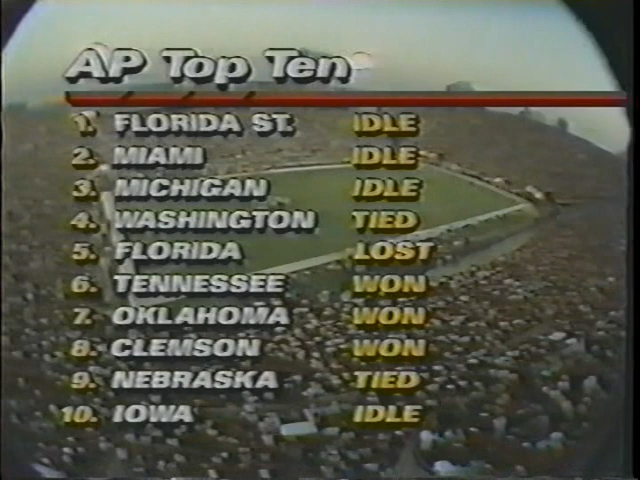 AP Top Ten
1. FLORIDA ST. IDLE
2. MIAMI IDLE
3. MICHIGAN IDLE
4. WASHINGTON TIED
5. FLORIDA LOST
6. TENNESSEE WON
7. OKLAHOMA WON
8. CLEMSON WON
9. NEBRASKA TIED
10. IOWA IDLE